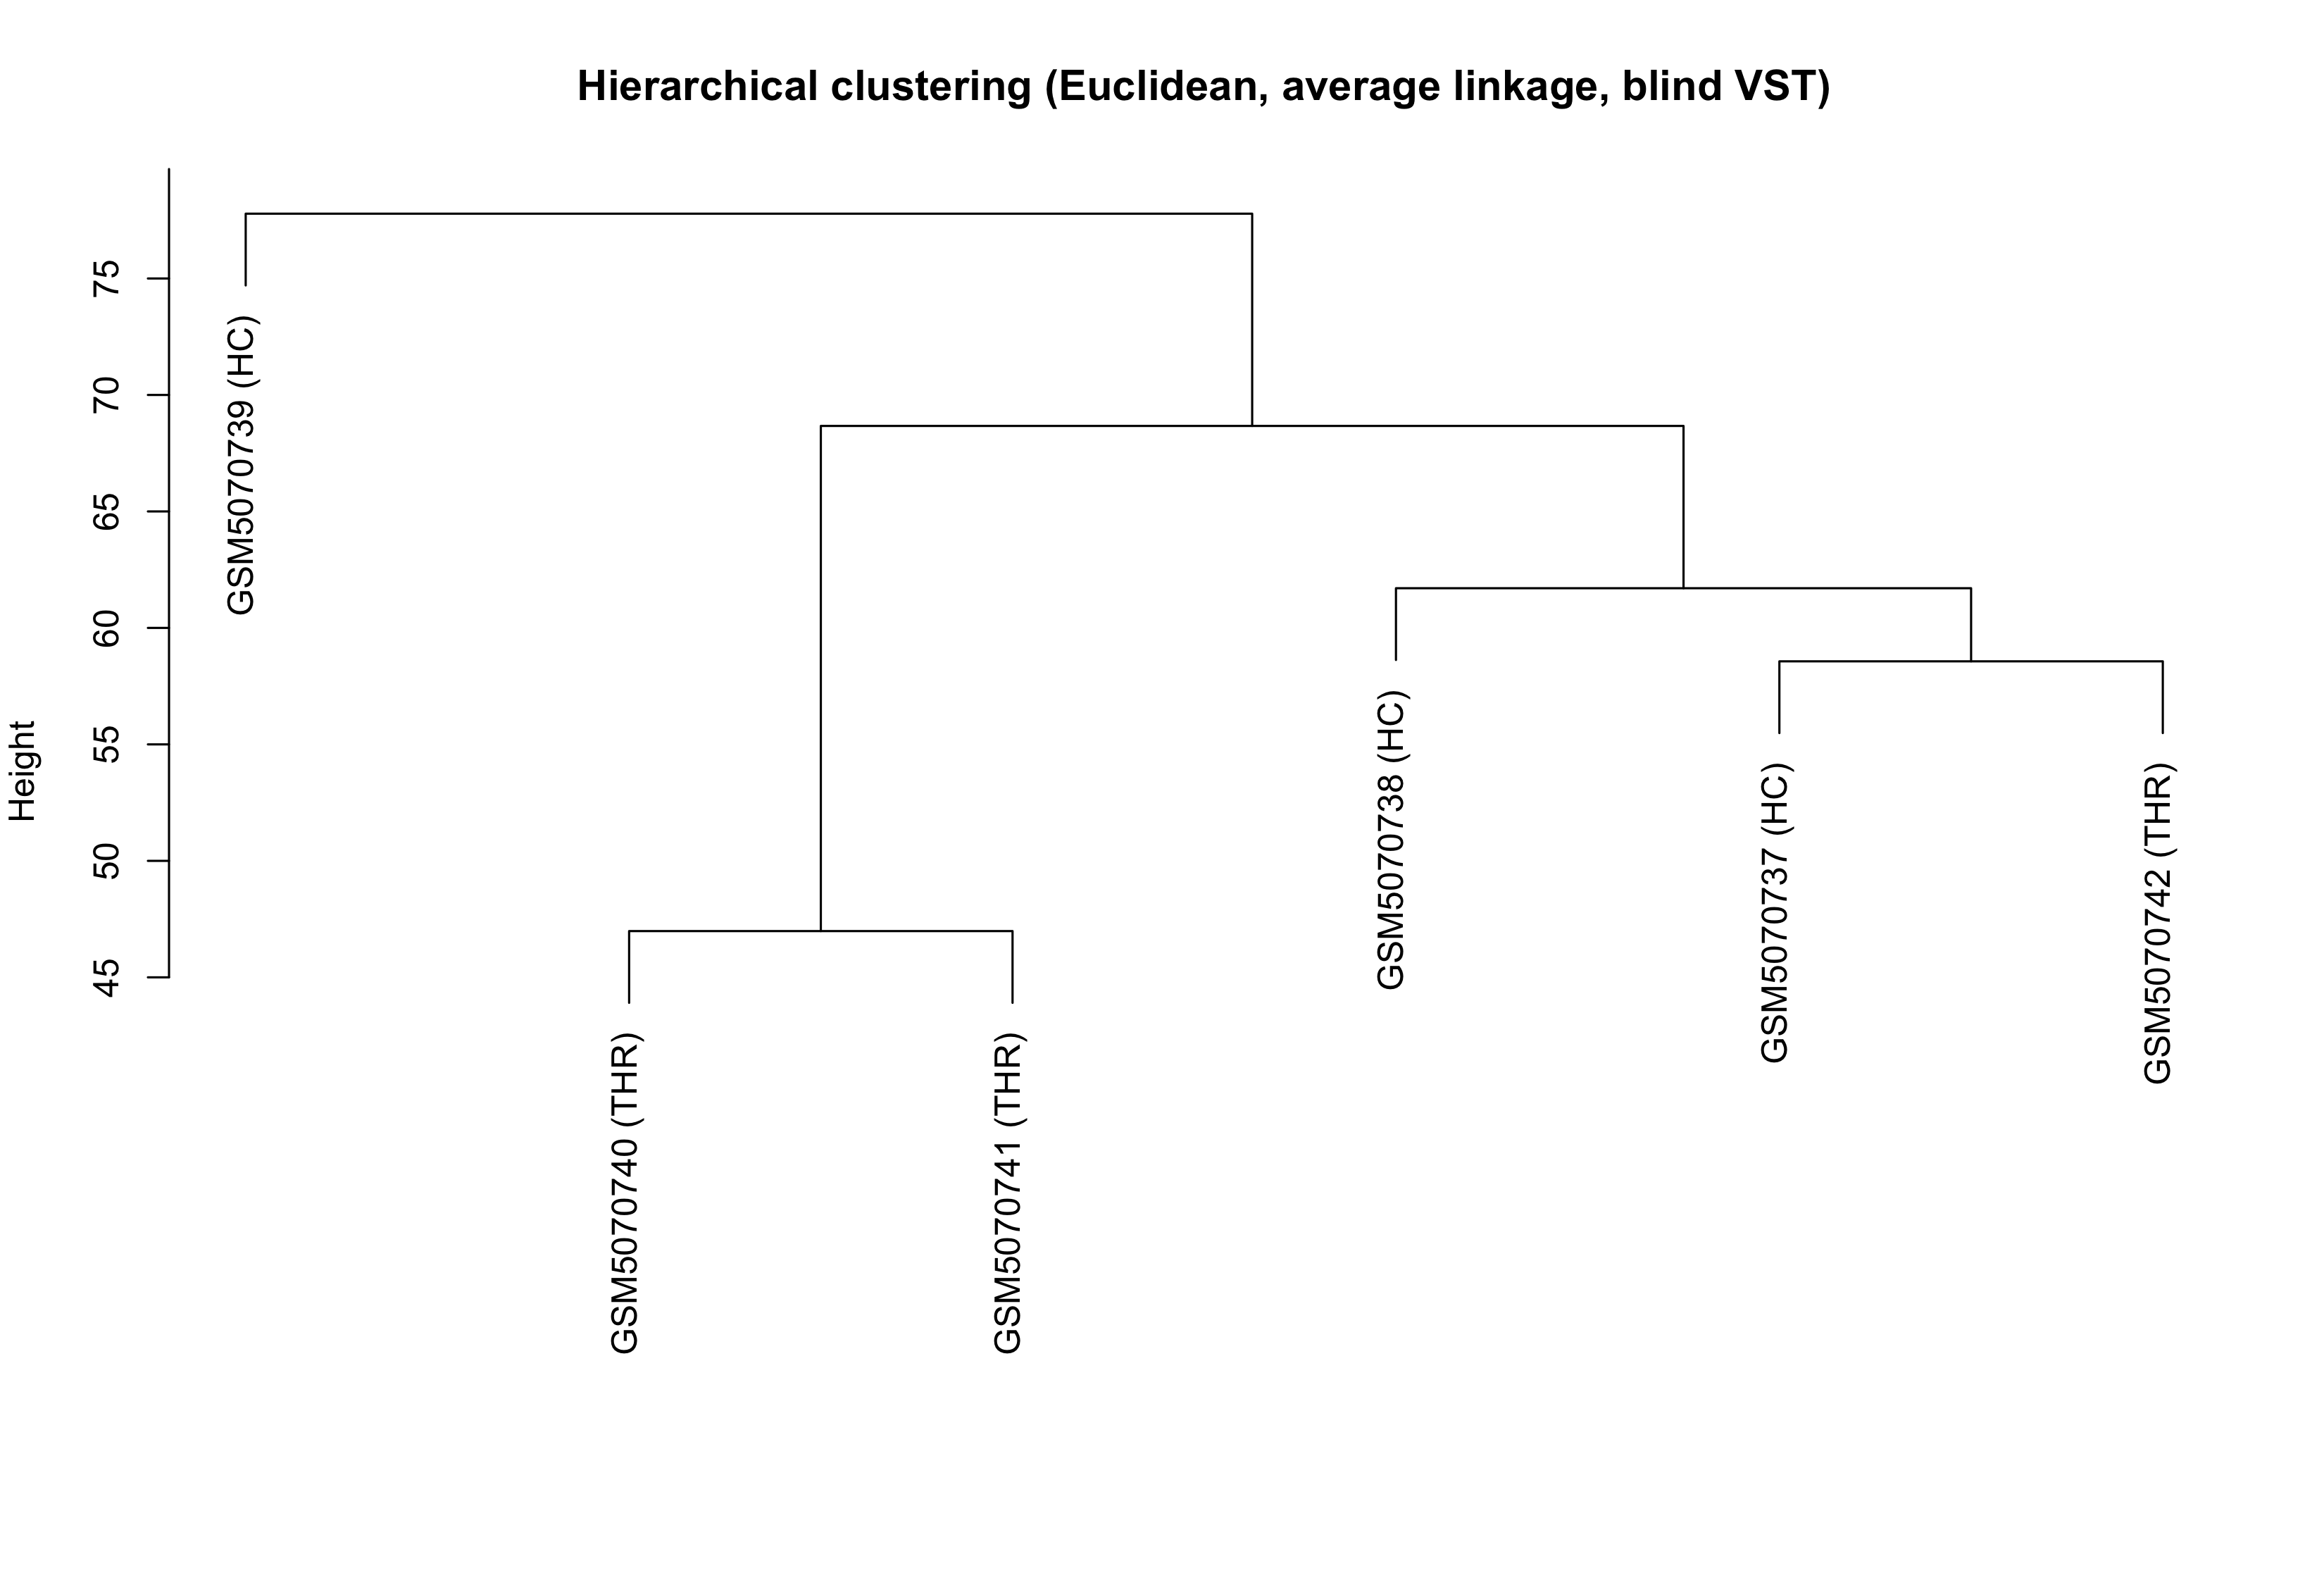 Hierarchical clustering (Euclidean, average linkage, blind VST)
Height
75
70
65
60
55
50
45
GSM5070739 (HC)
GSM5070740 (THR)
GSM5070741 (THR)
GSM5070738 (HC)
GSM5070737 (HC)
GSM5070742 (THR)